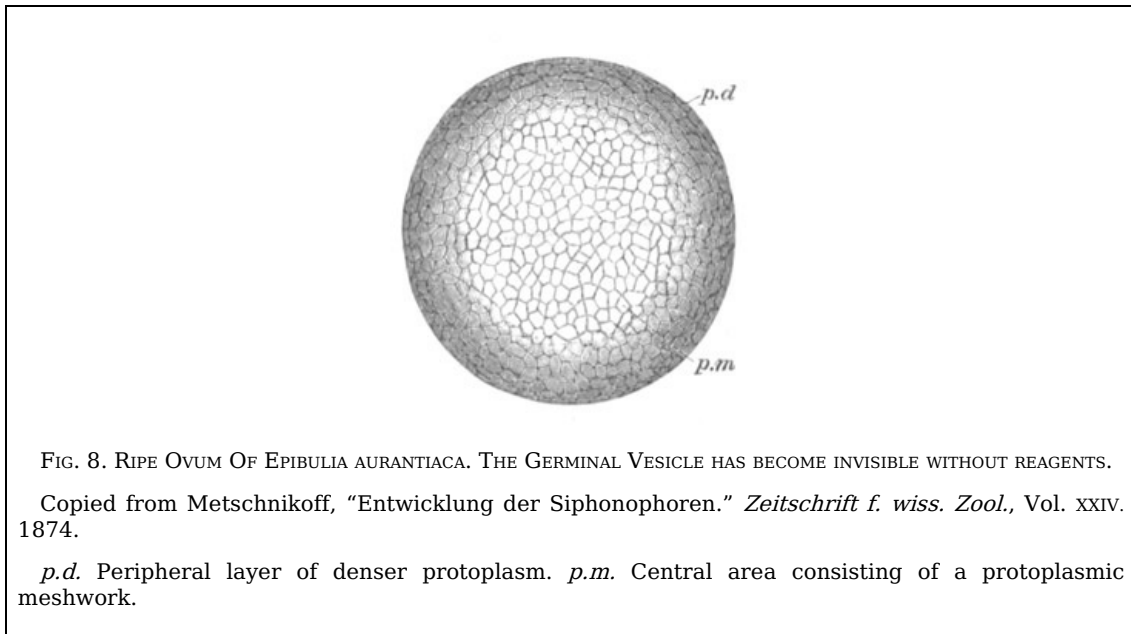 p.d
p.m
FIG. 8. RIPE OVUM OF EPIBULIA AURANTIACA. THE GERMINAL VESICLE HAS BECOME INVISIBLE WITHOUT REAGENTS.
Copied from Metschnikoff, “Entwicklung der Siphonophoren.” Zeitschrift f. wiss. Zool., Vol. XXIV.
1874.
p.d. Peripheral layer of denser protoplasm. p.m. Central area consisting of a protoplasmic
meshwork.